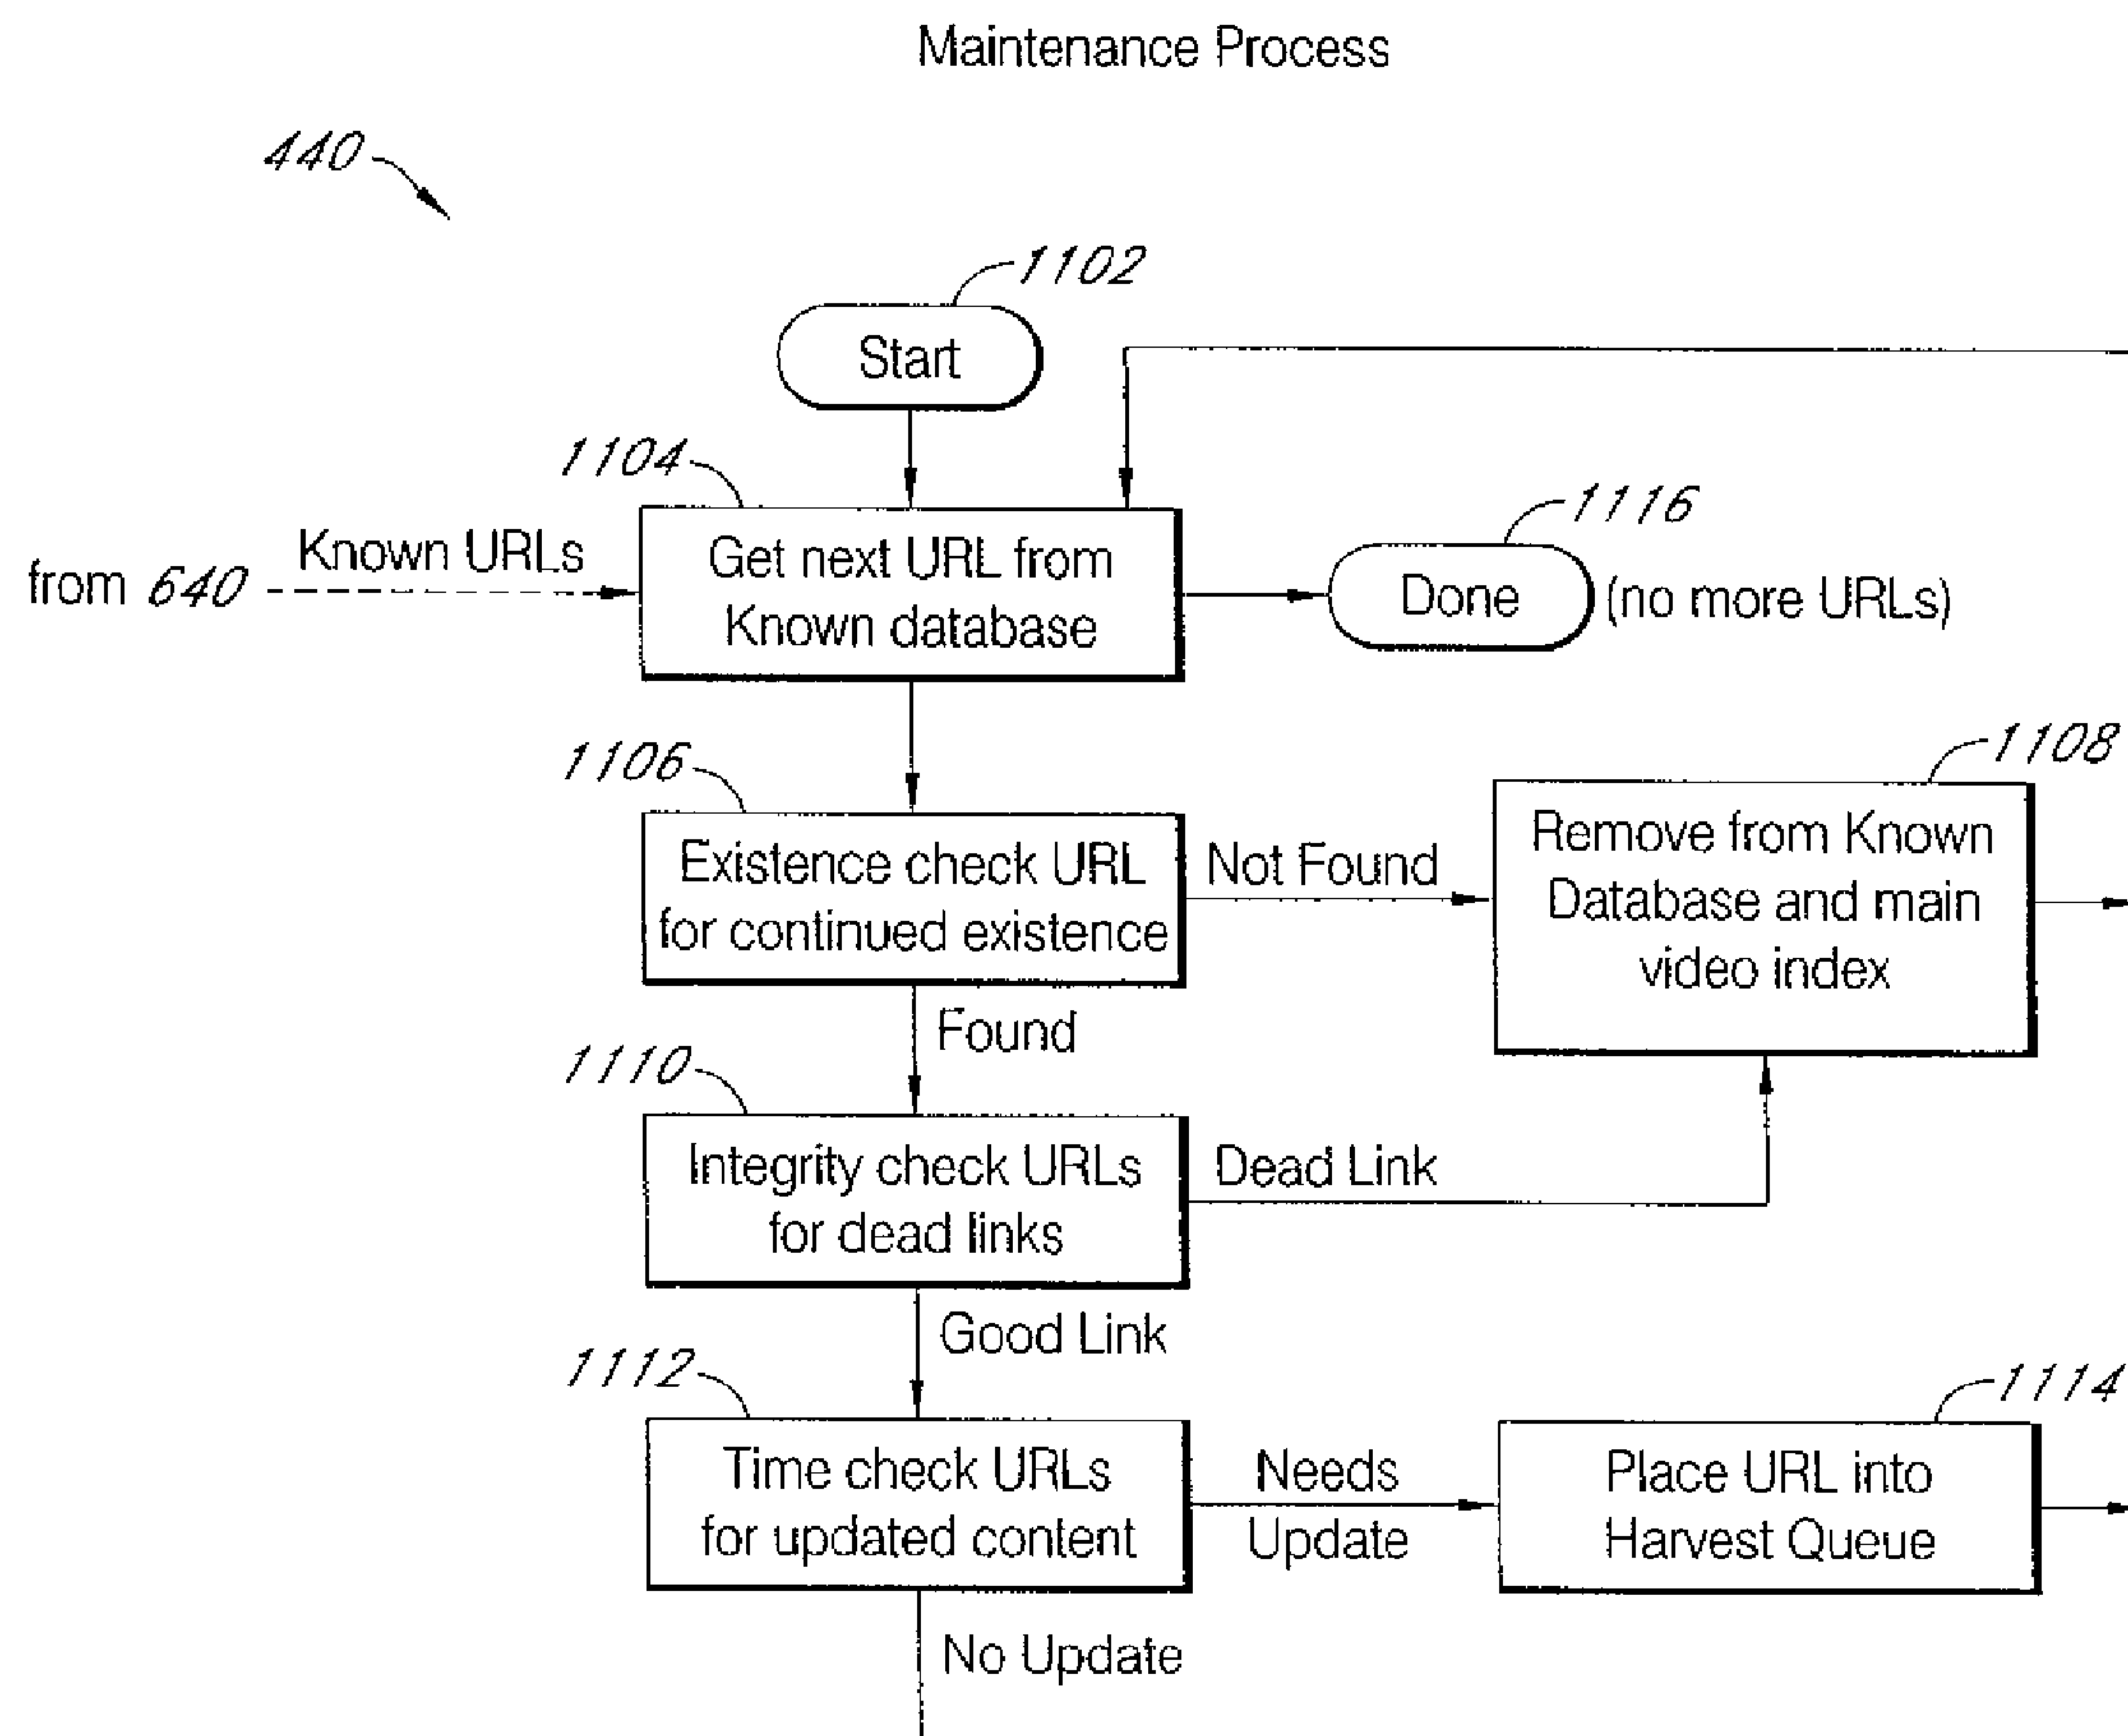 Maintenance Process
440
1102
Start
1104
1116
from 640
Known URLs
Get next URL from
Known database
Done
(no more URLs)
1106
1108
Existence check URL
for continued existence
Not Found
Remove from Known
Database and main
video index
Found
1110
Integrity check URLs
for dead links
Dead Link
Good Link
1112
1114
Time check URLs
for updated content
Needs
Update
Place URL into
Harvest Queue
No Update